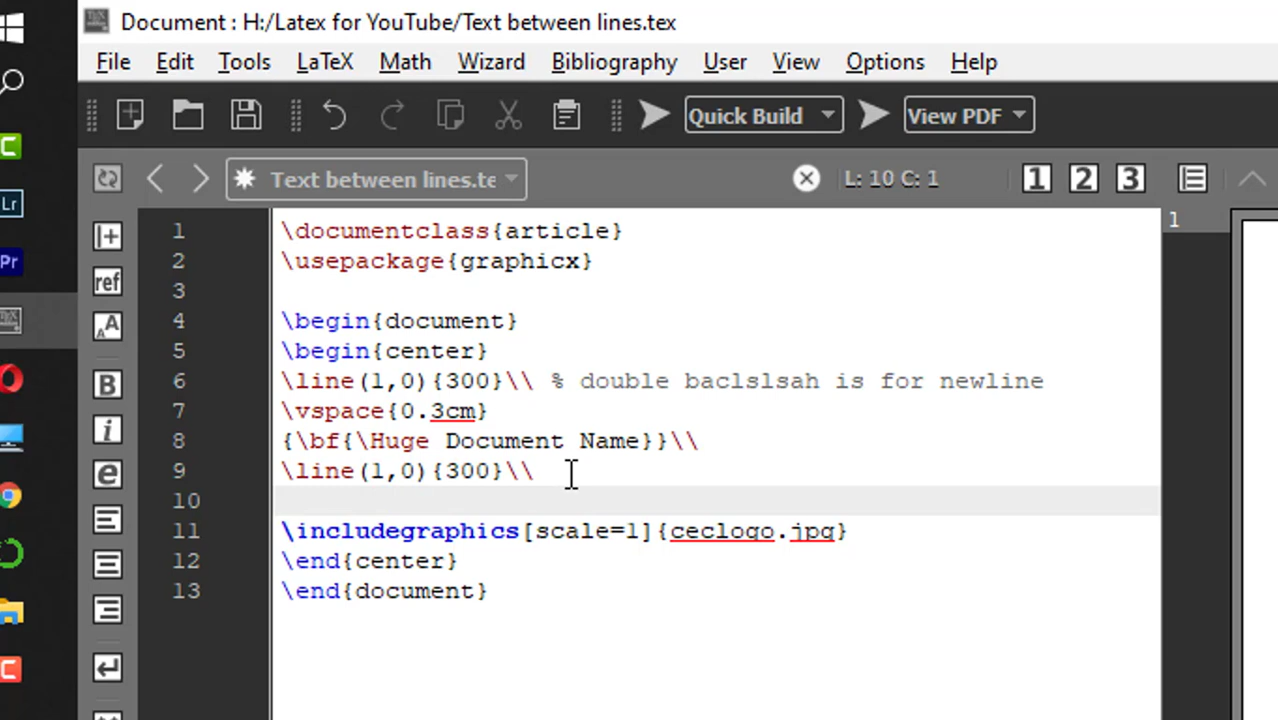 Document : H:/Latex for YouTube/Text between lines.tex
File Edit Tools LaTeX Math Wizard Bibliography User View Options Help
Quick Build View PDF
Text between lines.te L: 10 C: 1 1 2 3
1 \documentclass{article} 1
2 \usepackage{graphicx}
3
4 \begin{document}
5 \begin{center}
6 \line(1,0){300}\\ % double baclslsah is for newline
7 \vspace{0.3cm}
8 {\bf{\Huge Document Name}}\\
9 \line(1,0){300}\\
10
11 \includegraphics[scale=1]{ceclogo.jpg}
12 \end{center}
13 \end{document}
ref
A A
B
i
e
C
Lr
Pr
C